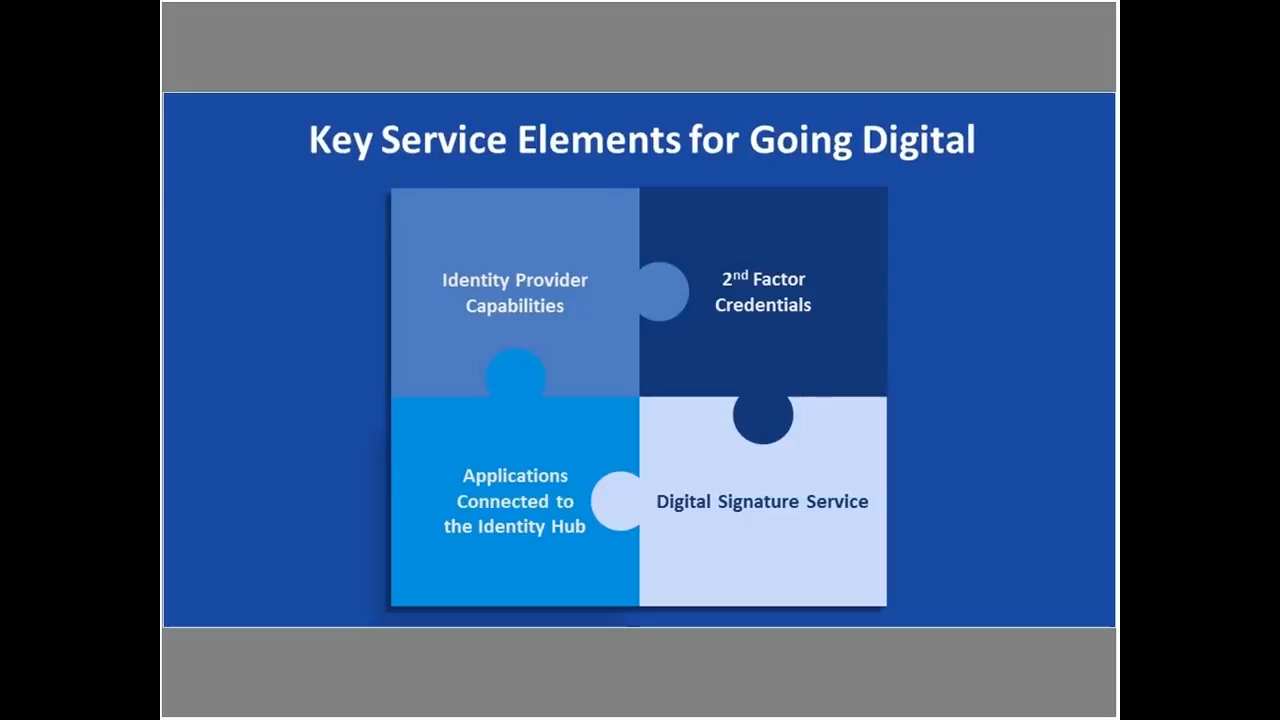 Key Service Elements for Going Digital
Identity Provider
Capabilities
2nd Factor
Credentials
Applications
Connected to
the Identity Hub
Digital Signature Service